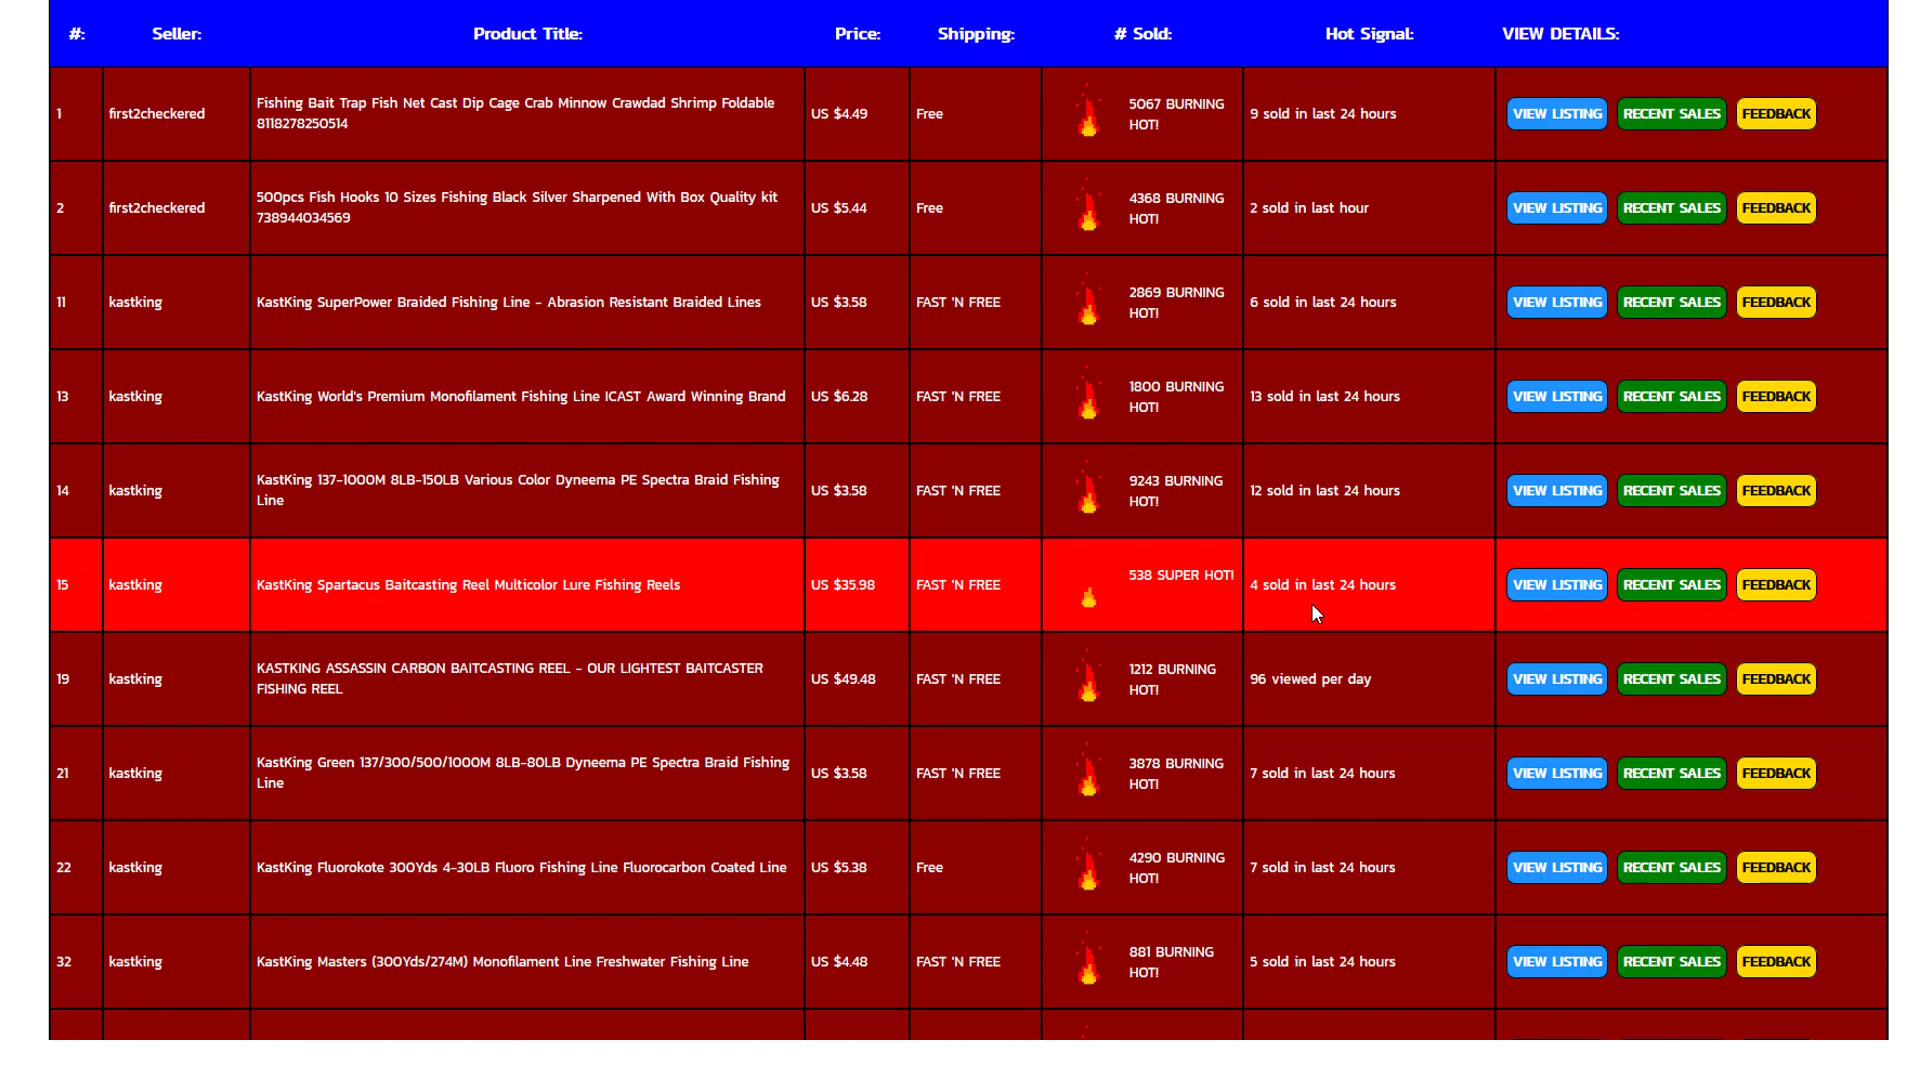 #: Seller: Product Title: Price: Shipping: # Sold: Hot Signal: VIEW DETAILS:
1 first2checkered Fishing Bait Trap Fish Net Cast Dip Cage Crab Minnow Crawdad Shrimp Foldable 8118278250514 US $4.49 Free 5067 BURNING HOT! 9 sold in last 24 hours VIEW LISTING RECENT SALES FEEDBACK
2 first2checkered 500pcs Fish Hooks 10 Sizes Fishing Black Silver Sharpened With Box Quality kit 738944034569 US $5.44 Free 4368 BURNING HOT! 2 sold in last hour VIEW LISTING RECENT SALES FEEDBACK
11 kastking KastKing SuperPower Braided Fishing Line - Abrasion Resistant Braided Lines US $3.58 FAST 'N FREE 2869 BURNING HOT! 6 sold in last 24 hours VIEW LISTING RECENT SALES FEEDBACK
13 kastking KastKing World's Premium Monofilament Fishing Line ICAST Award Winning Brand US $6.28 FAST 'N FREE 1800 BURNING HOT! 13 sold in last 24 hours VIEW LISTING RECENT SALES FEEDBACK
14 kastking KastKing 137-1000M 8LB-150LB Various Color Dyneema PE Spectra Braid Fishing Line US $3.58 FAST 'N FREE 9243 BURNING HOT! 12 sold in last 24 hours VIEW LISTING RECENT SALES FEEDBACK
15 kastking KastKing Spartacus Baitcasting Reel Multicolor Lure Fishing Reels US $35.98 FAST 'N FREE 538 SUPER HOT! 4 sold in last 24 hours VIEW LISTING RECENT SALES FEEDBACK
19 kastking KASTKING ASSASSIN CARBON BAITCASTING REEL - OUR LIGHTEST BAITCASTER FISHING REEL US $49.48 FAST 'N FREE 1212 BURNING HOT! 96 viewed per day VIEW LISTING RECENT SALES FEEDBACK
21 kastking KastKing Green 137/300/500/1000M 8LB-80LB Dyneema PE Spectra Braid Fishing Line US $3.58 FAST 'N FREE 3878 BURNING HOT! 7 sold in last 24 hours VIEW LISTING RECENT SALES FEEDBACK
22 kastking KastKing Fluorokote 300Yds 4-30LB Fluoro Fishing Line Fluorocarbon Coated Line US $5.38 Free 4290 BURNING HOT! 7 sold in last 24 hours VIEW LISTING RECENT SALES FEEDBACK
32 kastking KastKing Masters (300Yds/274M) Monofilament Line Freshwater Fishing Line US $4.48 FAST 'N FREE 881 BURNING HOT! 5 sold in last 24 hours VIEW LISTING RECENT SALES FEEDBACK